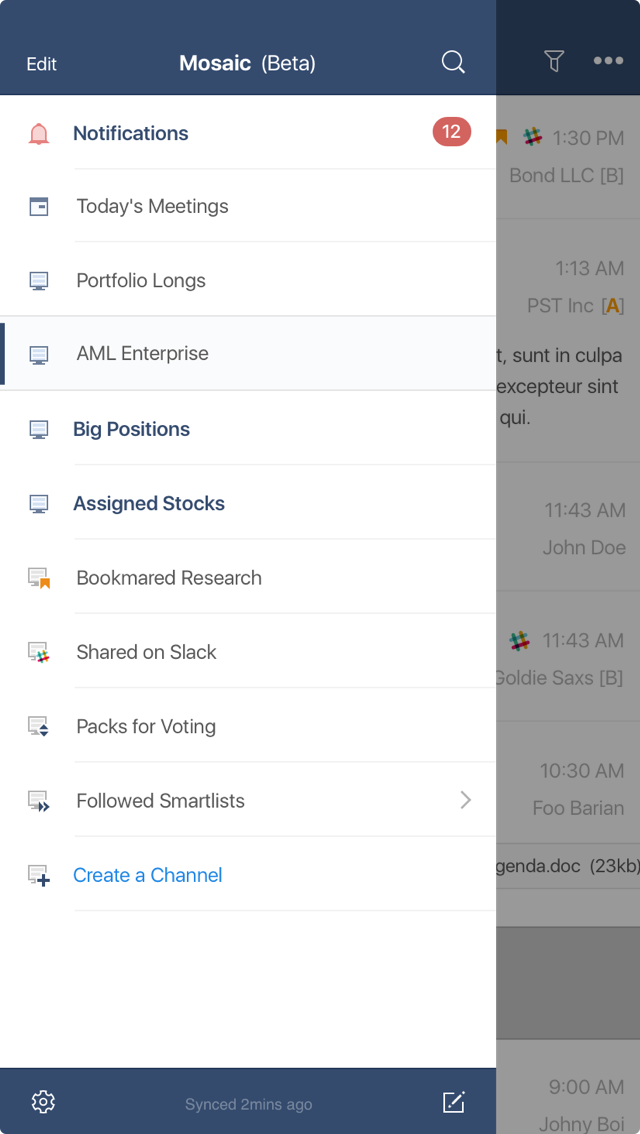 Edit
Mosaic (Beta)
Notifications
12
Today's Meetings
Portfolio Longs
AML Enterprise
Big Positions
Assigned Stocks
Bookmared Research
Shared on Slack
Packs for Voting
Followed Smartlists
Create a Channel
Synced 2mins ago
1:30 PM
Bond LLC [B]
1:13 AM
PST Inc [A]
t, sunt in culpa
excepteur sint
qui.
11:43 AM
John Doe
11:43 AM
Goldie Saxs [B]
10:30 AM
Foo Barian
genda.doc (23kb)
9:00 AM
Johny Boi